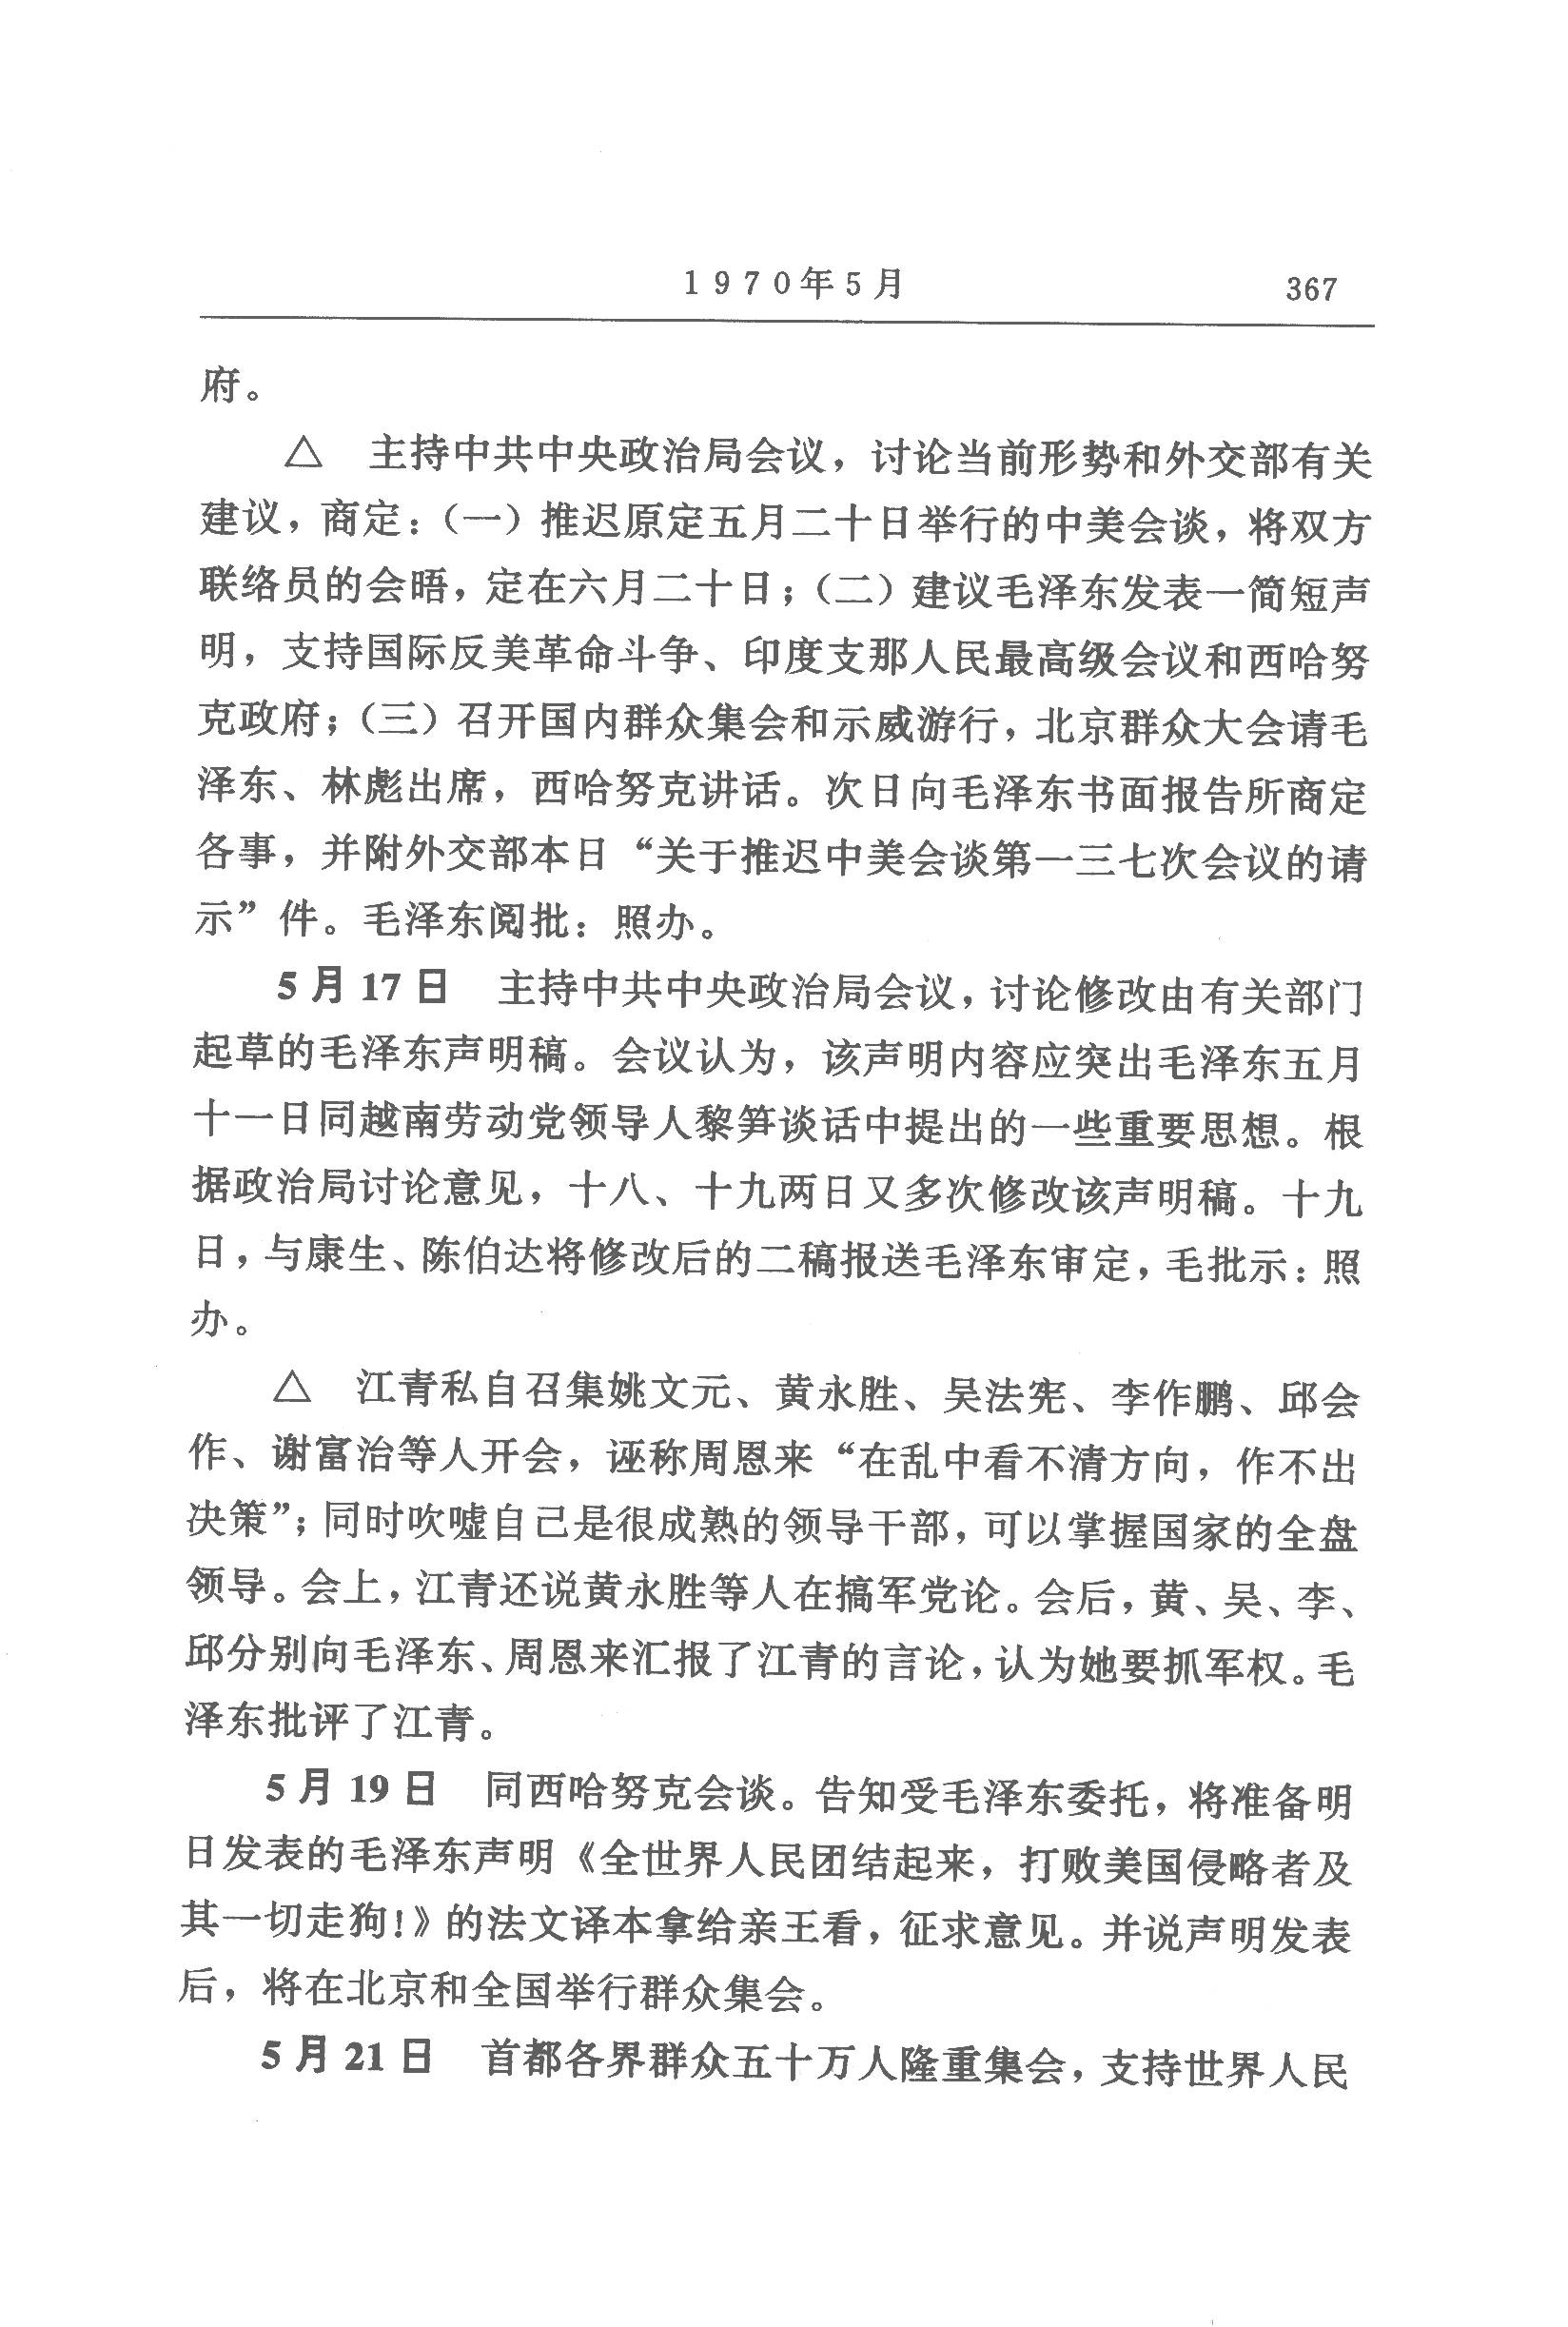 1970年5月 367
府。
△ 主持中共中央政治局会议，讨论当前形势和外交部有关
建议，商定：（一）推迟原定五月二十日举行的中美会谈，将双方
联络员的会晤，定在六月二十日；（二）建议毛泽东发表一简短声
明，支持国际反美革命斗争、印度支那人民最高级会议和西哈努
克政府；（三）召开国内群众集会和示威游行，北京群众大会请毛
泽东、林彪出席，西哈努克讲话。次日向毛泽东书面报告所商定
各事，并附外交部本日“关于推迟中美会谈第一三七次会议的请
示”件。毛泽东阅批：照办。
5月17日 主持中共中央政治局会议，讨论修改由有关部门
起草的毛泽东声明稿。会议认为，该声明内容应突出毛泽东五月
十一日同越南劳动党领导人黎笋谈话中提出的一些重要思想。根
据政治局讨论意见，十八、十九两日又多次修改该声明稿。十九
日，与康生、陈伯达将修改后的二稿报送毛泽东审定，毛批示：照
办。
△ 江青私自召集姚文元、黄永胜、吴法宪、李作鹏、邱会
作、谢富治等人开会，诬称周恩来“在乱中看不清方向，作不出
决策”；同时吹嘘自己是很成熟的领导干部，可以掌握国家的全盘
领导。会上，江青还说黄永胜等人在搞军党论。会后，黄、吴、李、
邱分别向毛泽东、周恩来汇报了江青的言论，认为她要抓军权。毛
泽东批评了江青。
5月19日 同西哈努克会谈。告知受毛泽东委托，将准备明
日发表的毛泽东声明《全世界人民团结起来，打败美国侵略者及
其一切走狗！》的法文译本拿给亲王看，征求意见。并说声明发表
后，将在北京和全国举行群众集会。
5月21日 首都各界群众五十万人隆重集会，支持世界人民